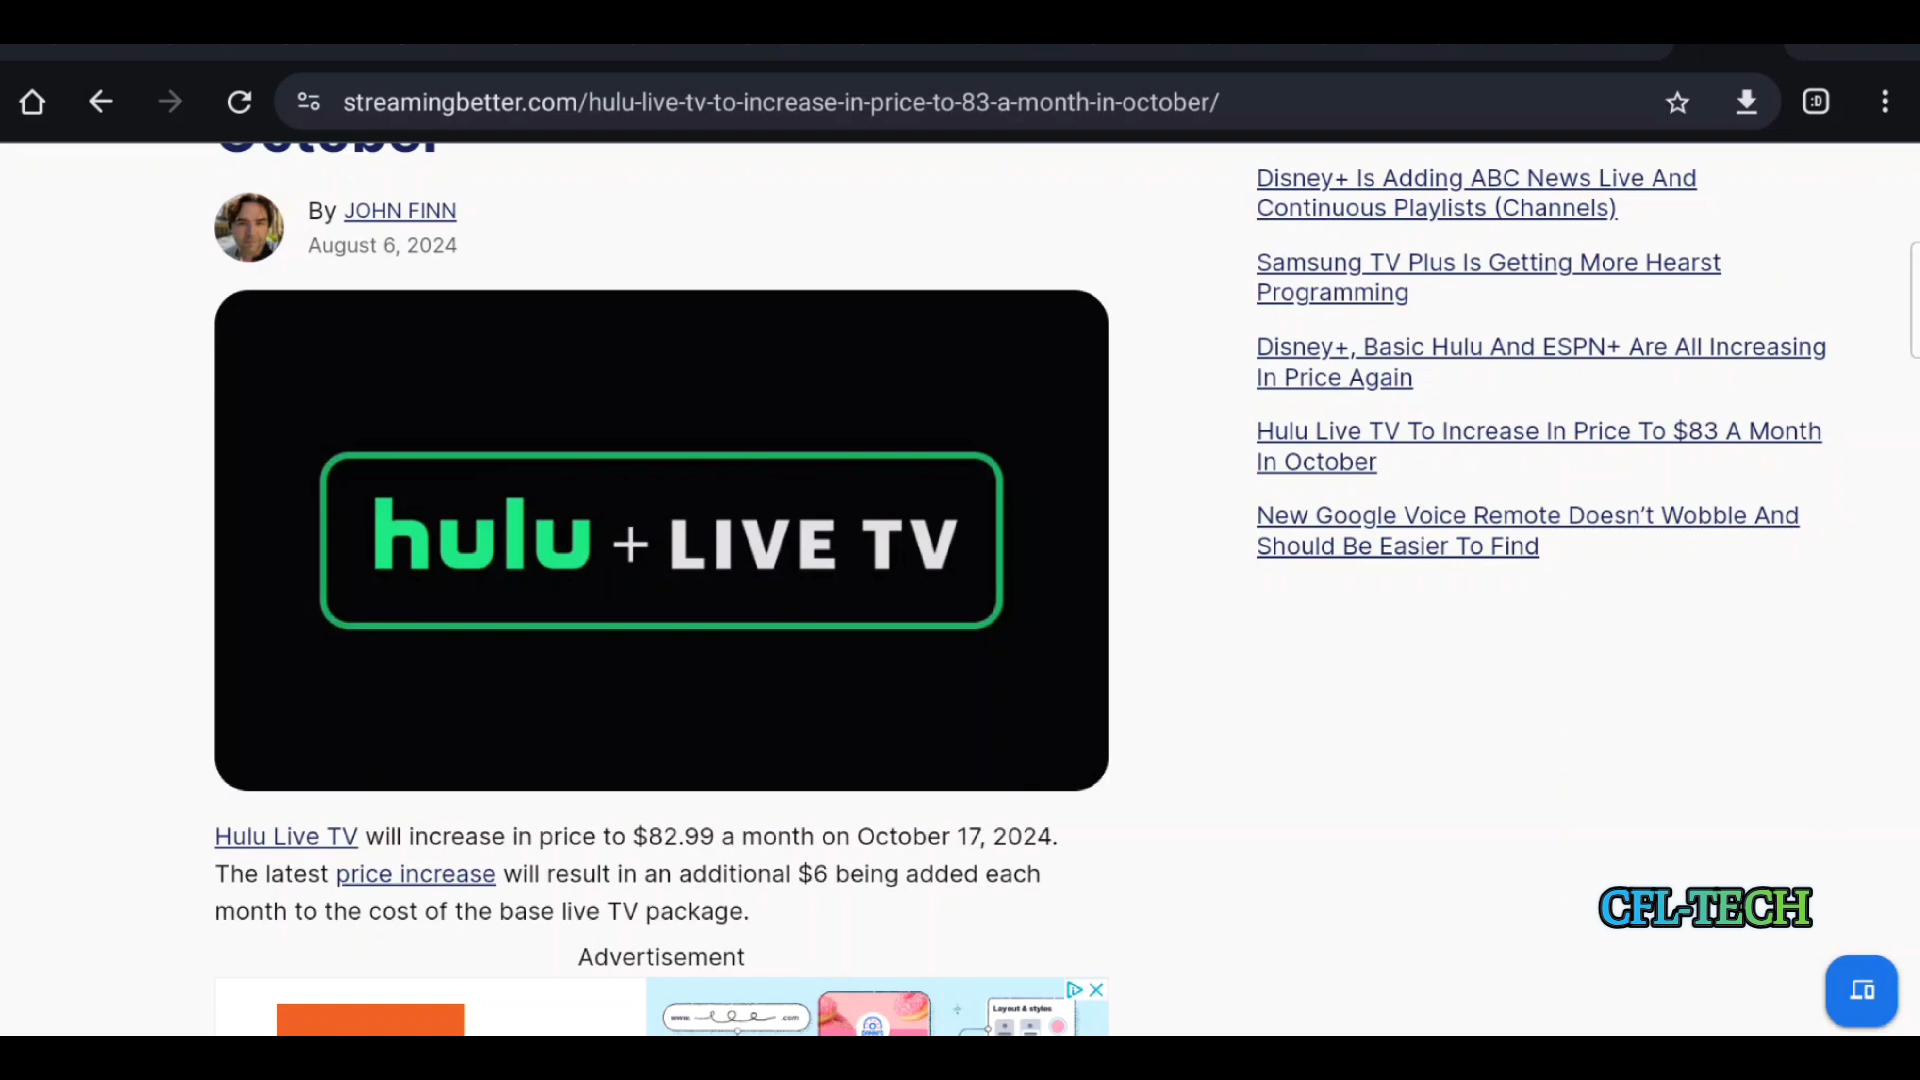 streamingbetter.com/hulu-live-tv-to-increase-in-price-to-83-a-month-in-october/
:D
October
By JOHN FINN
August 6, 2024
hulu + LIVE TV
Hulu Live TV will increase in price to $82.99 a month on October 17, 2024.
The latest price increase will result in an additional $6 being added each
month to the cost of the base live TV package.
Advertisement
www.
.com
Layout & styles
Disney+ Is Adding ABC News Live And
Continuous Playlists (Channels)
Samsung TV Plus Is Getting More Hearst
Programming
Disney+, Basic Hulu And ESPN+ Are All Increasing
In Price Again
Hulu Live TV To Increase In Price To $83 A Month
In October
New Google Voice Remote Doesn’t Wobble And
Should Be Easier To Find
CFL-TECH